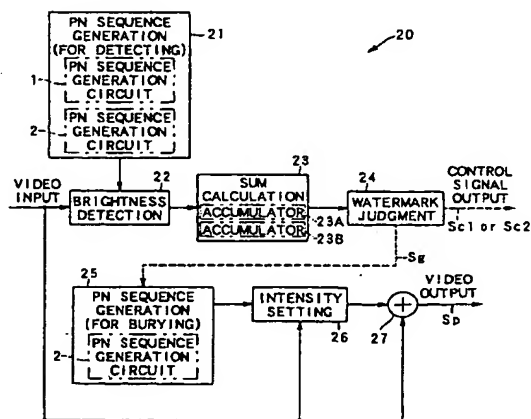 PN SEQUENCE
GENERATION
(FOR DETECTING)
21
20
1
PN SEQUENCE
GENERATION
CIRCUIT
2
PN SEQUENCE
GENERATION
CIRCUIT
VIDEO
INPUT
22
BRIGHTNESS
DETECTION
23
SUM
CALCULATION
ACCUMULATOR
23A
ACCUMULATOR
23B
24
WATERMARK
JUDGMENT
CONTROL
SIGNAL
OUTPUT
Sc1 or Sc2
Sg
25
PN SEQUENCE
GENERATION
(FOR BURYING)
2
PN SEQUENCE
GENERATION
CIRCUIT
INTENSITY
SETTING
26
+
27
VIDEO
OUTPUT
Sp